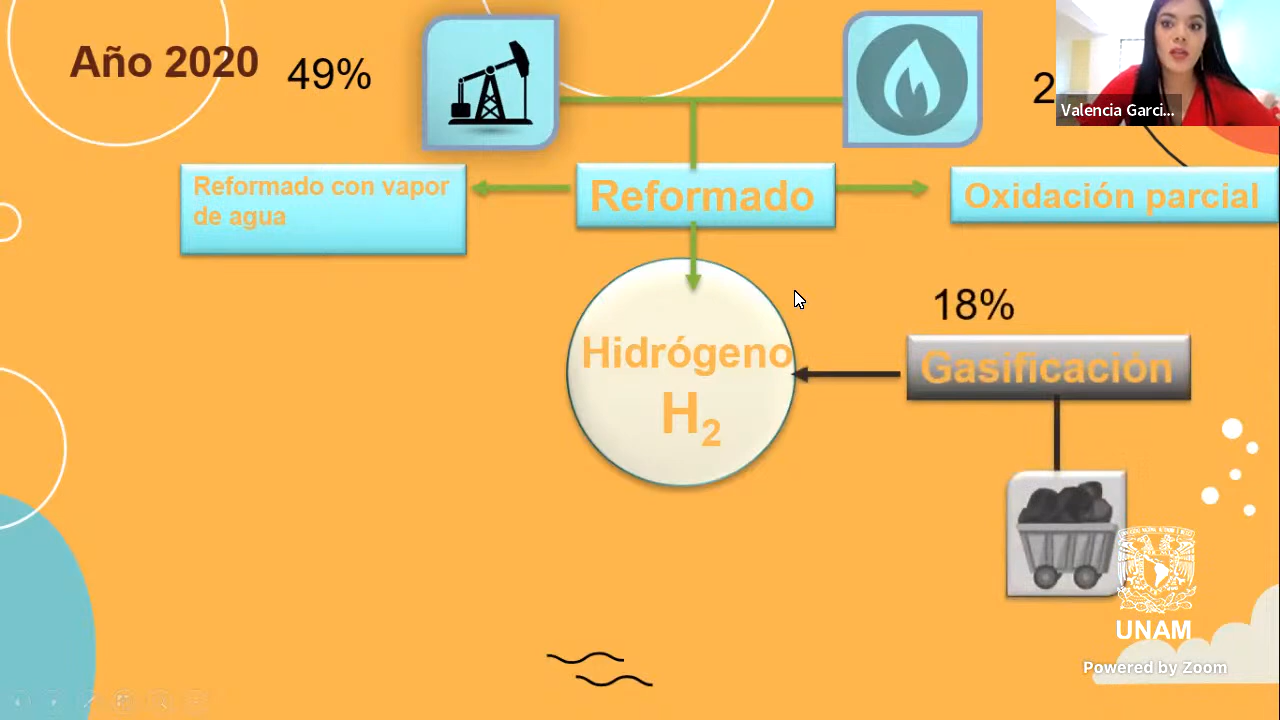 Año 2020
49%
2
Valencia Garci...
Reformado con vapor
de agua
Reformado
Oxidación parcial
18%
Hidrógeno
H₂
Gasificación
UNAM
Powered by Zoom